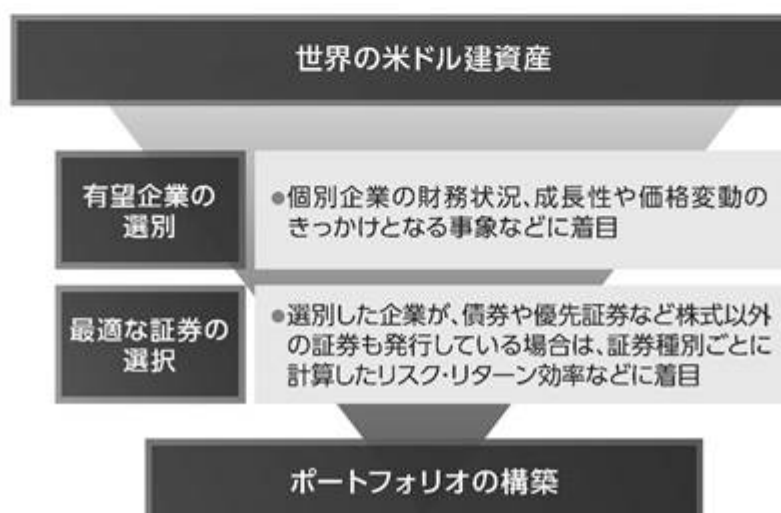 世界の米ドル建資産
有望企業の
選別
●個別企業の財務状況、成長性や価格変動の
きっかけとなる事象などに着目
最適な証券の
選択
●選別した企業が、債券や優先証券など株式以外
の証券も発行している場合は、証券種別ごとに
計算したリスク・リターン効率などに着目
ポートフォリオの構築